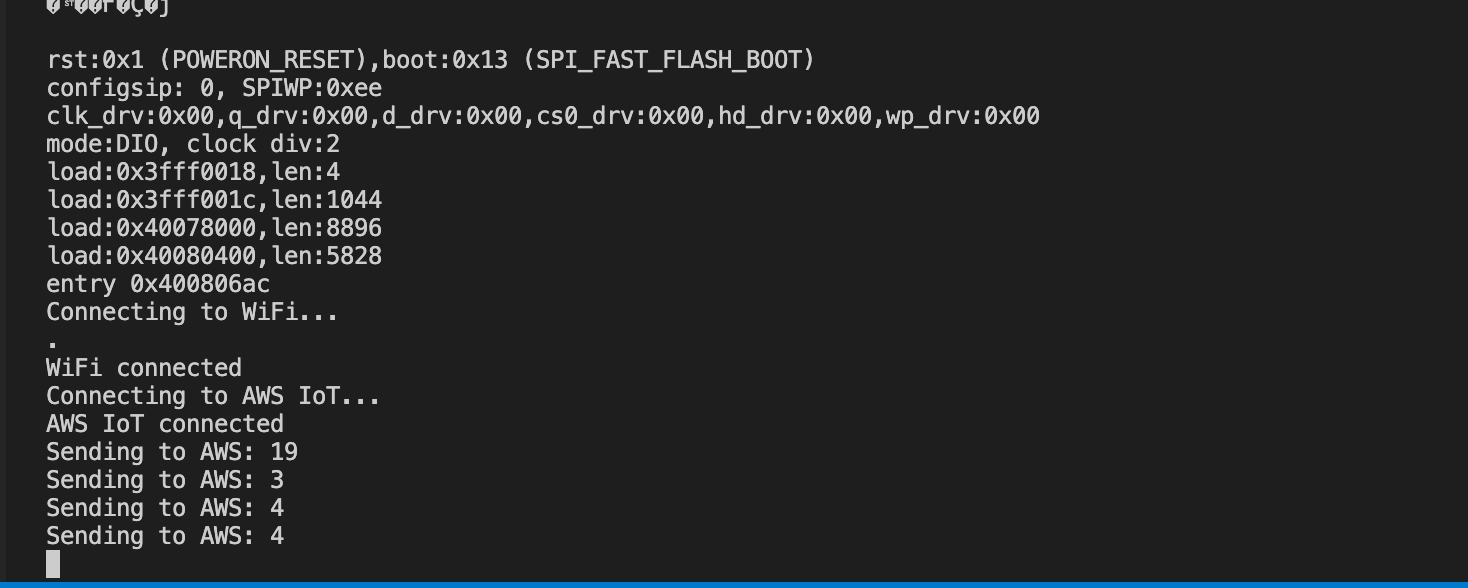 rst:0x1 (POWERON_RESET),boot:0x13 (SPI_FAST_FLASH_BOOT)
configsip: 0, SPIWP:0xee
clk_drv:0x00,q_drv:0x00,d_drv:0x00,cs0_drv:0x00,hd_drv:0x00,wp_drv:0x00
mode:DIO, clock div:2
load:0x3fff0018,len:4
load:0x3fff001c,len:1044
load:0x40078000,len:8896
load:0x40080400,len:5828
entry 0x400806ac
Connecting to WiFi...
.
WiFi connected
Connecting to AWS IoT...
AWS IoT connected
Sending to AWS: 19
Sending to AWS: 3
Sending to AWS: 4
Sending to AWS: 4